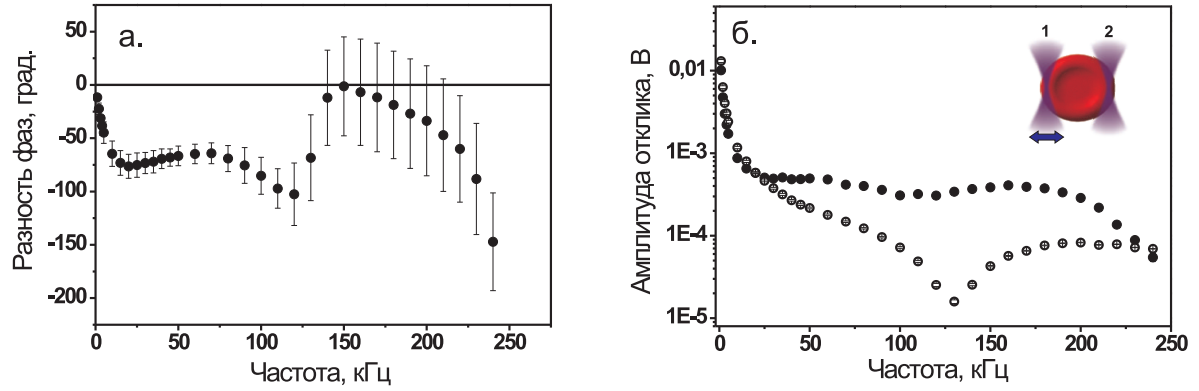 а.
Разность фаз, град.
50
0
-50
-100
-150
-200
0
50
100
150
200
250
Частота, кГц
б.
Амплитуда отклика, В
0,01
1E-3
1E-4
1E-5
0
50
100
150
200
250
Частота, кГц
1
2